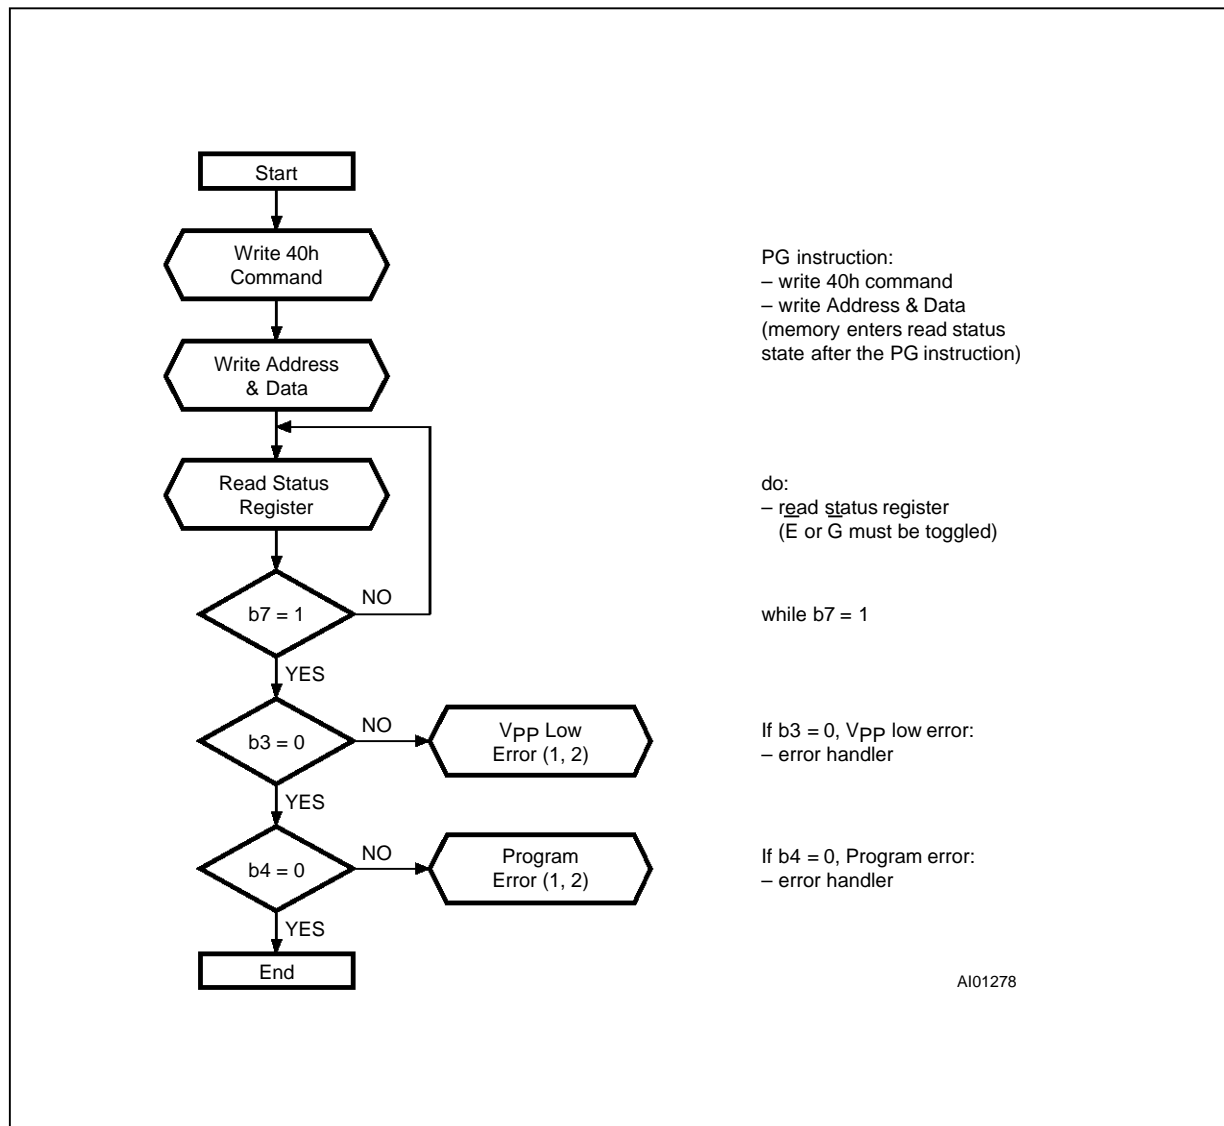 Start
Write 40h
Command
PG instruction:
– write 40h command
– write Address & Data
(memory enters read status
state after the PG instruction)
Write Address
& Data
Read Status
Register
do:
– read status register
(E̅ or G̅ must be toggled)
b7 = 1
NO
while b7 = 1
YES
b3 = 0
NO
VPP Low
Error (1, 2)
If b3 = 0, VPP low error:
– error handler
YES
b4 = 0
NO
Program
Error (1, 2)
If b4 = 0, Program error:
– error handler
YES
End
AI01278